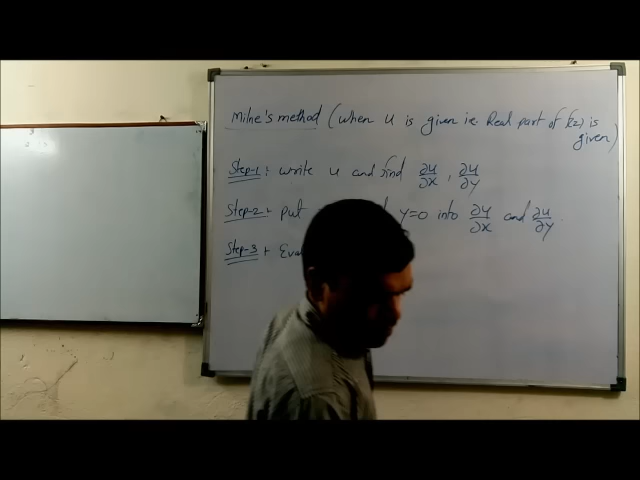 Milne's method (when u is given i.e. Real part of f(z) is given)
Step-1: write u and find ∂u/∂x, ∂u/∂y
Step-2: put y=0 into ∂u/∂x and ∂u/∂y.
Step-3: